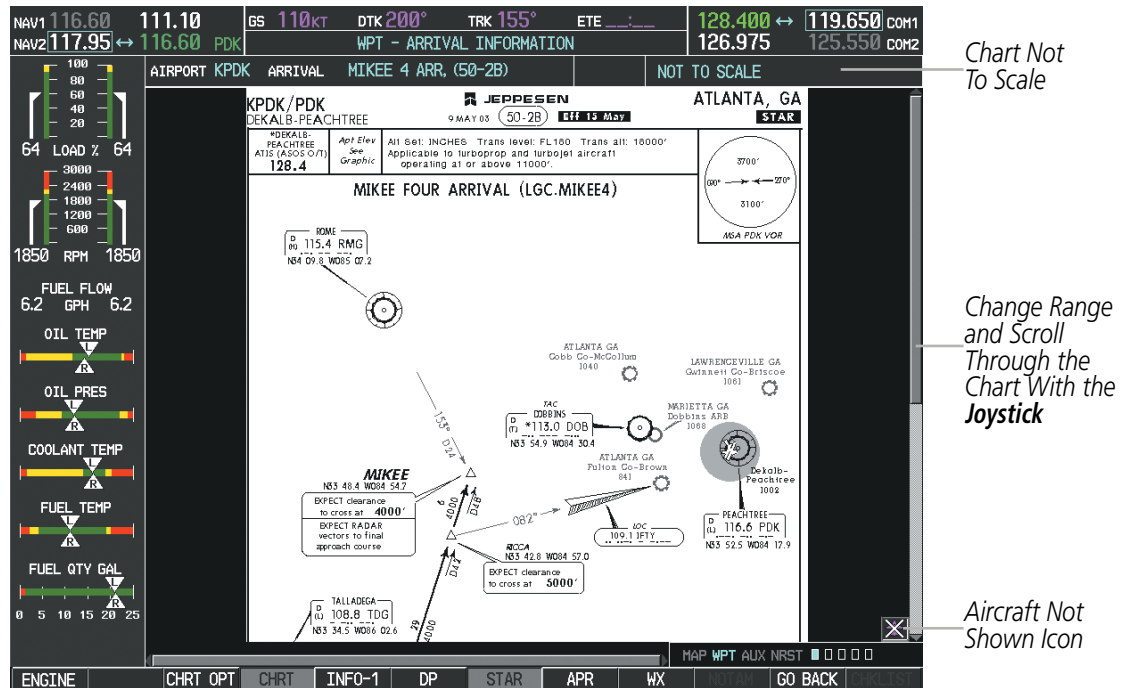 NAV1 116.60 111.10 GS 110KT DTK 200° TRK 155° ETE __:__ 128.400 ↔ 119.650 COM1
NAV2 117.95 ↔ 116.60 PDK WPT - ARRIVAL INFORMATION 126.975 125.550 COM2
AIRPORT KPDK ARRIVAL MIKEE 4 ARR, (50-2B) NOT TO SCALE
Chart Not
To Scale
100
80
60
40
20
64 LOAD % 64
3000
2400
1800
1200
600
1850 RPM 1850
FUEL FLOW
6.2 GPH 6.2
OIL TEMP
L
R
OIL PRES
L
R
COOLANT TEMP
L
R
FUEL TEMP
L
R
FUEL QTY GAL
L
R
0 5 10 15 20 25
KPDK/PDK
DEKALB-PEACHTREE
JEPPESEN
9 MAY 03 50-2B Eff 15 May
ATLANTA, GA
STAR
*DEKALB-
PEACHTREE
ATIS (ASOS O/T)
128.4
Apt Elev
See
Graphic
Alt Set: INCHES Trans level: FL180 Trans alt: 18000'
Applicable to turboprop and turbojet aircraft
operating at or above 11000'.
3700'
090° 270°
3100'
MSA PDK VOR
MIKEE FOUR ARRIVAL (LGC.MIKEE4)
ROME
D
(H) 115.4 RMG
N34 09.8 W085 07.2
ATLANTA GA
Cobb Co-McCollum
1040
LAWRENCEVILLE GA
Gwinnett Co-Briscoe
1061
TAC
DOBBINS
D
(T) *113.0 DOB
N33 54.9 W084 30.4
MARIETTA GA
Dobbins ARB
1068
153° D24
ATLANTA GA
Fulton Co-Brown
841
Dekalb-
Peachtree
1002
PEACHTREE
D
(L) 116.6 PDK
N33 52.5 W084 17.9
MIKEE
N33 48.4 W084 54.7
EXPECT clearance
to cross at 4000'
EXPECT RADAR
vectors to final
approach course
6
4000
D48
082°
LOC
109.1 IFTY
RICCA
N33 42.8 W084 57.0
EXPECT clearance
to cross at 5000'
D42
TALLADEGA
D
(L) 108.8 TDG
N33 34.5 W086 02.6
29
4000
Change Range
and Scroll
Through the
Chart With the
Joystick
Aircraft Not
Shown Icon
MAP WPT AUX NRST
ENGINE CHRT OPT CHRT INFO-1 DP STAR APR WX NOTAM GO BACK CHKLIST